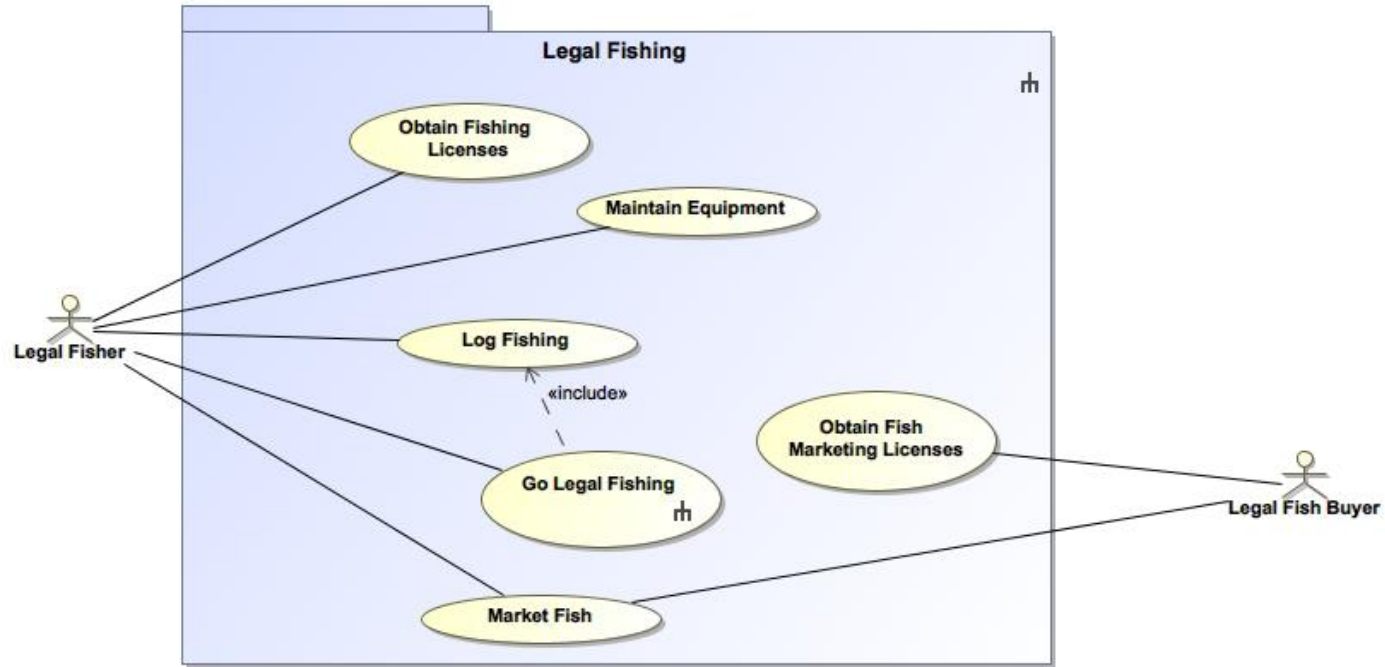 Legal Fishing
Obtain Fishing
Licenses
Maintain Equipment
Legal Fisher
Log Fishing
«include»
Obtain Fish
Marketing Licenses
Go Legal Fishing
Legal Fish Buyer
Market Fish